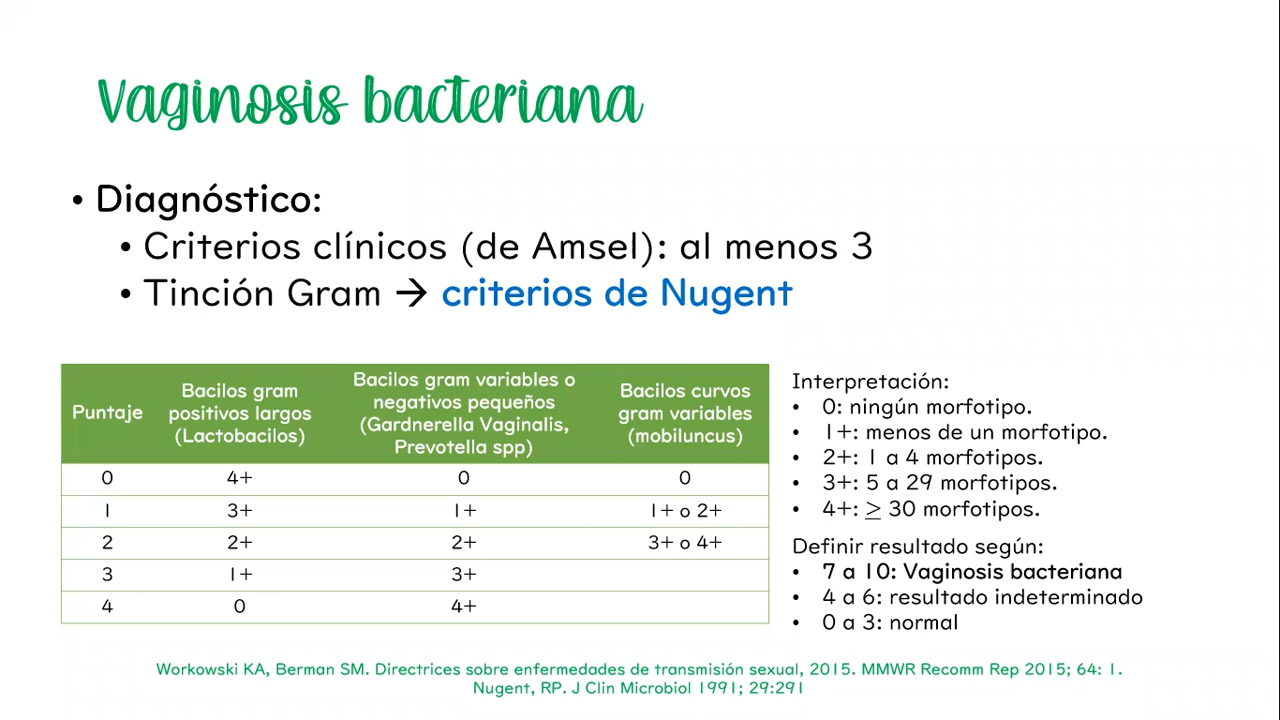 Vaginosis bacteriana
• Diagnóstico:
• Criterios clínicos (de Amsel): al menos 3
• Tinción Gram → criterios de Nugent
Puntaje
Bacilos gram
positivos largos
(Lactobacilos)
Bacilos gram variables o
negativos pequeños
(Gardnerella Vaginalis,
Prevotella spp)
Bacilos curvos
gram variables
(mobiluncus)
0 4+ 0 0
1 3+ 1+ 1+ o 2+
2 2+ 2+ 3+ o 4+
3 1+ 3+
4 0 4+
Interpretación:
• 0: ningún morfotipo.
• 1+: menos de un morfotipo.
• 2+: 1 a 4 morfotipos.
• 3+: 5 a 29 morfotipos.
• 4+: ≥ 30 morfotipos.
Definir resultado según:
• 7 a 10: Vaginosis bacteriana
• 4 a 6: resultado indeterminado
• 0 a 3: normal
Workowski KA, Berman SM. Directrices sobre enfermedades de transmisión sexual, 2015. MMWR Recomm Rep 2015; 64: 1.
Nugent, RP. J Clin Microbiol 1991; 29:291